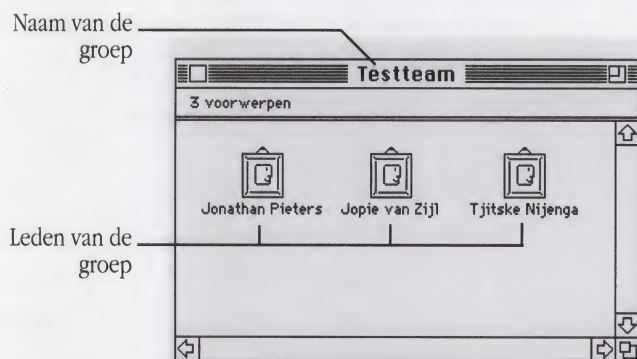 Naam van de
groep
Testteam
3 voorwerpen
Jonathan Pieters Jopie van Zijl Tjitske Nijenga
Leden van de
groep